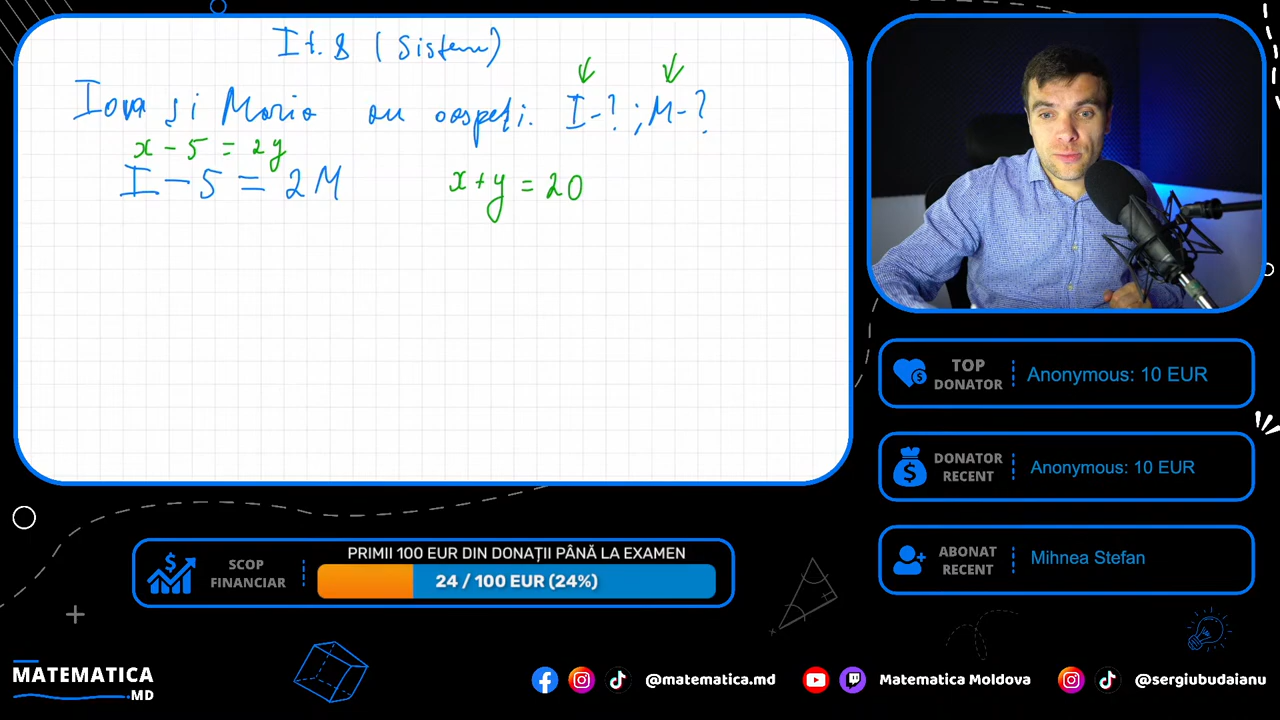 It. 8 (Sistem)
Iova și Maria au oaspeți. I-? ; M-?
x - 5 = 2y
I - 5 = 2M
x + y = 20
TOP
DONATOR
Anonymous: 10 EUR
DONATOR
RECENT
Anonymous: 10 EUR
ABONAT
RECENT
Mihnea Stefan
SCOP
FINANCIAR
PRIMII 100 EUR DIN DONAȚII PÂNĂ LA EXAMEN
24 / 100 EUR (24%)
MATEMATICA
.MD
@matematica.md
Matematica Moldova
@sergiubudaianu